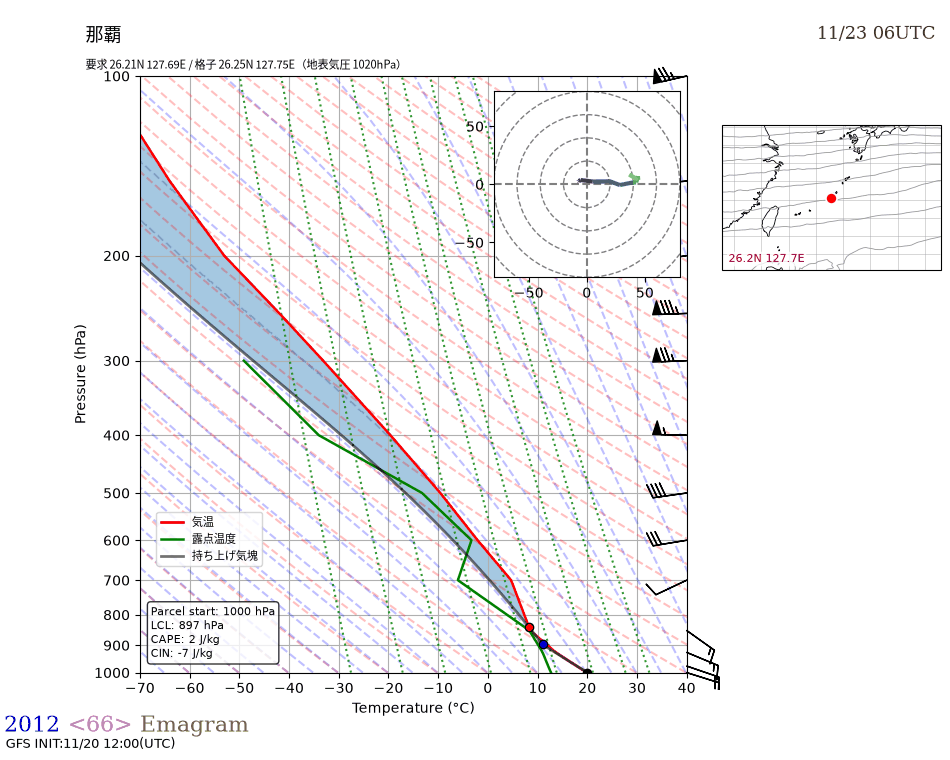 那覇
11/23 06UTC
要求 26.21N 127.69E / 格子 26.25N 127.75E（地表気圧 1020hPa）
100
200
300
400
500
600
700
800
900
1000
Pressure (hPa)
−70 −60 −50 −40 −30 −20 −10 0 10 20 30 40
Temperature (°C)
50
0
−50
−50 0 50
気温
露点温度
持ち上げ気塊
Parcel start: 1000 hPa
LCL: 897 hPa
CAPE: 2 J/kg
CIN: -7 J/kg
26.2N 127.7E
2012 <66> Emagram
GFS INIT:11/20 12:00(UTC)